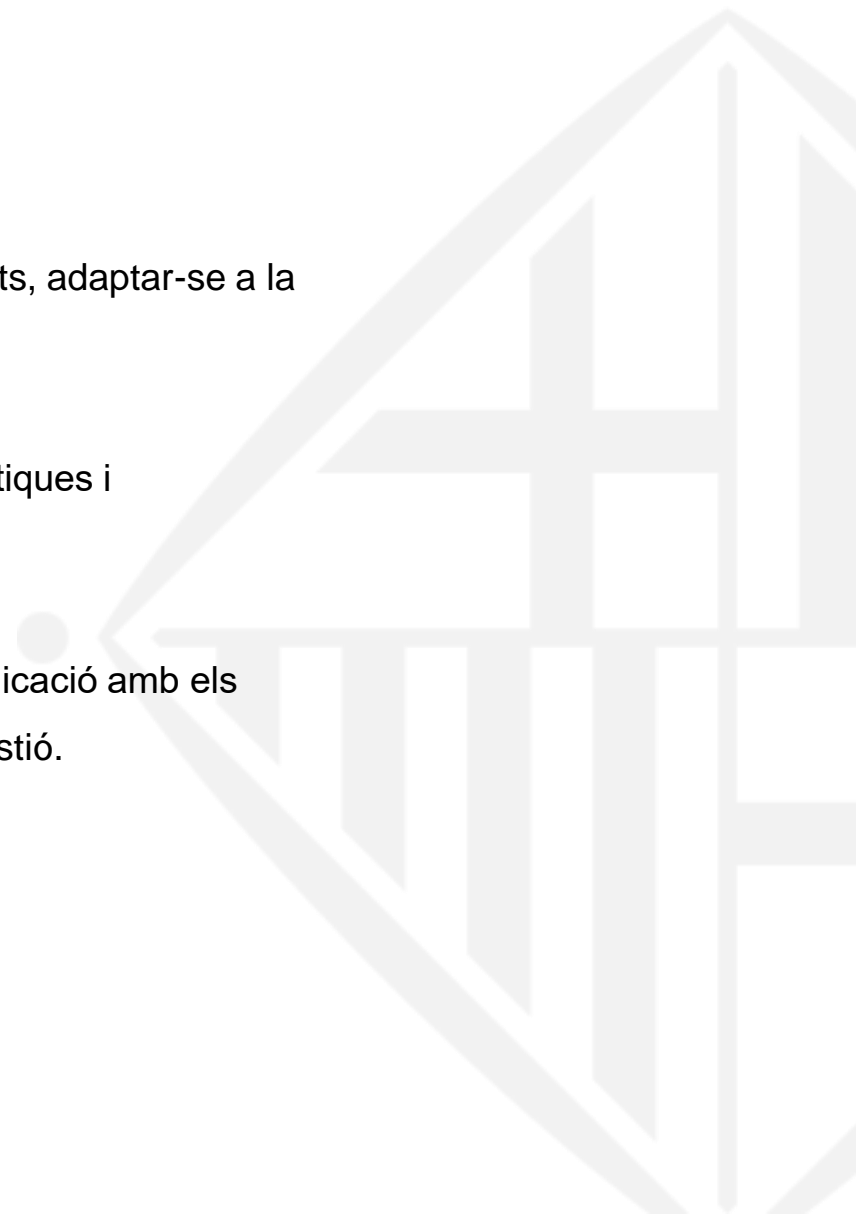 ts, adaptar-se a la
tiques i
icació amb els
stió.